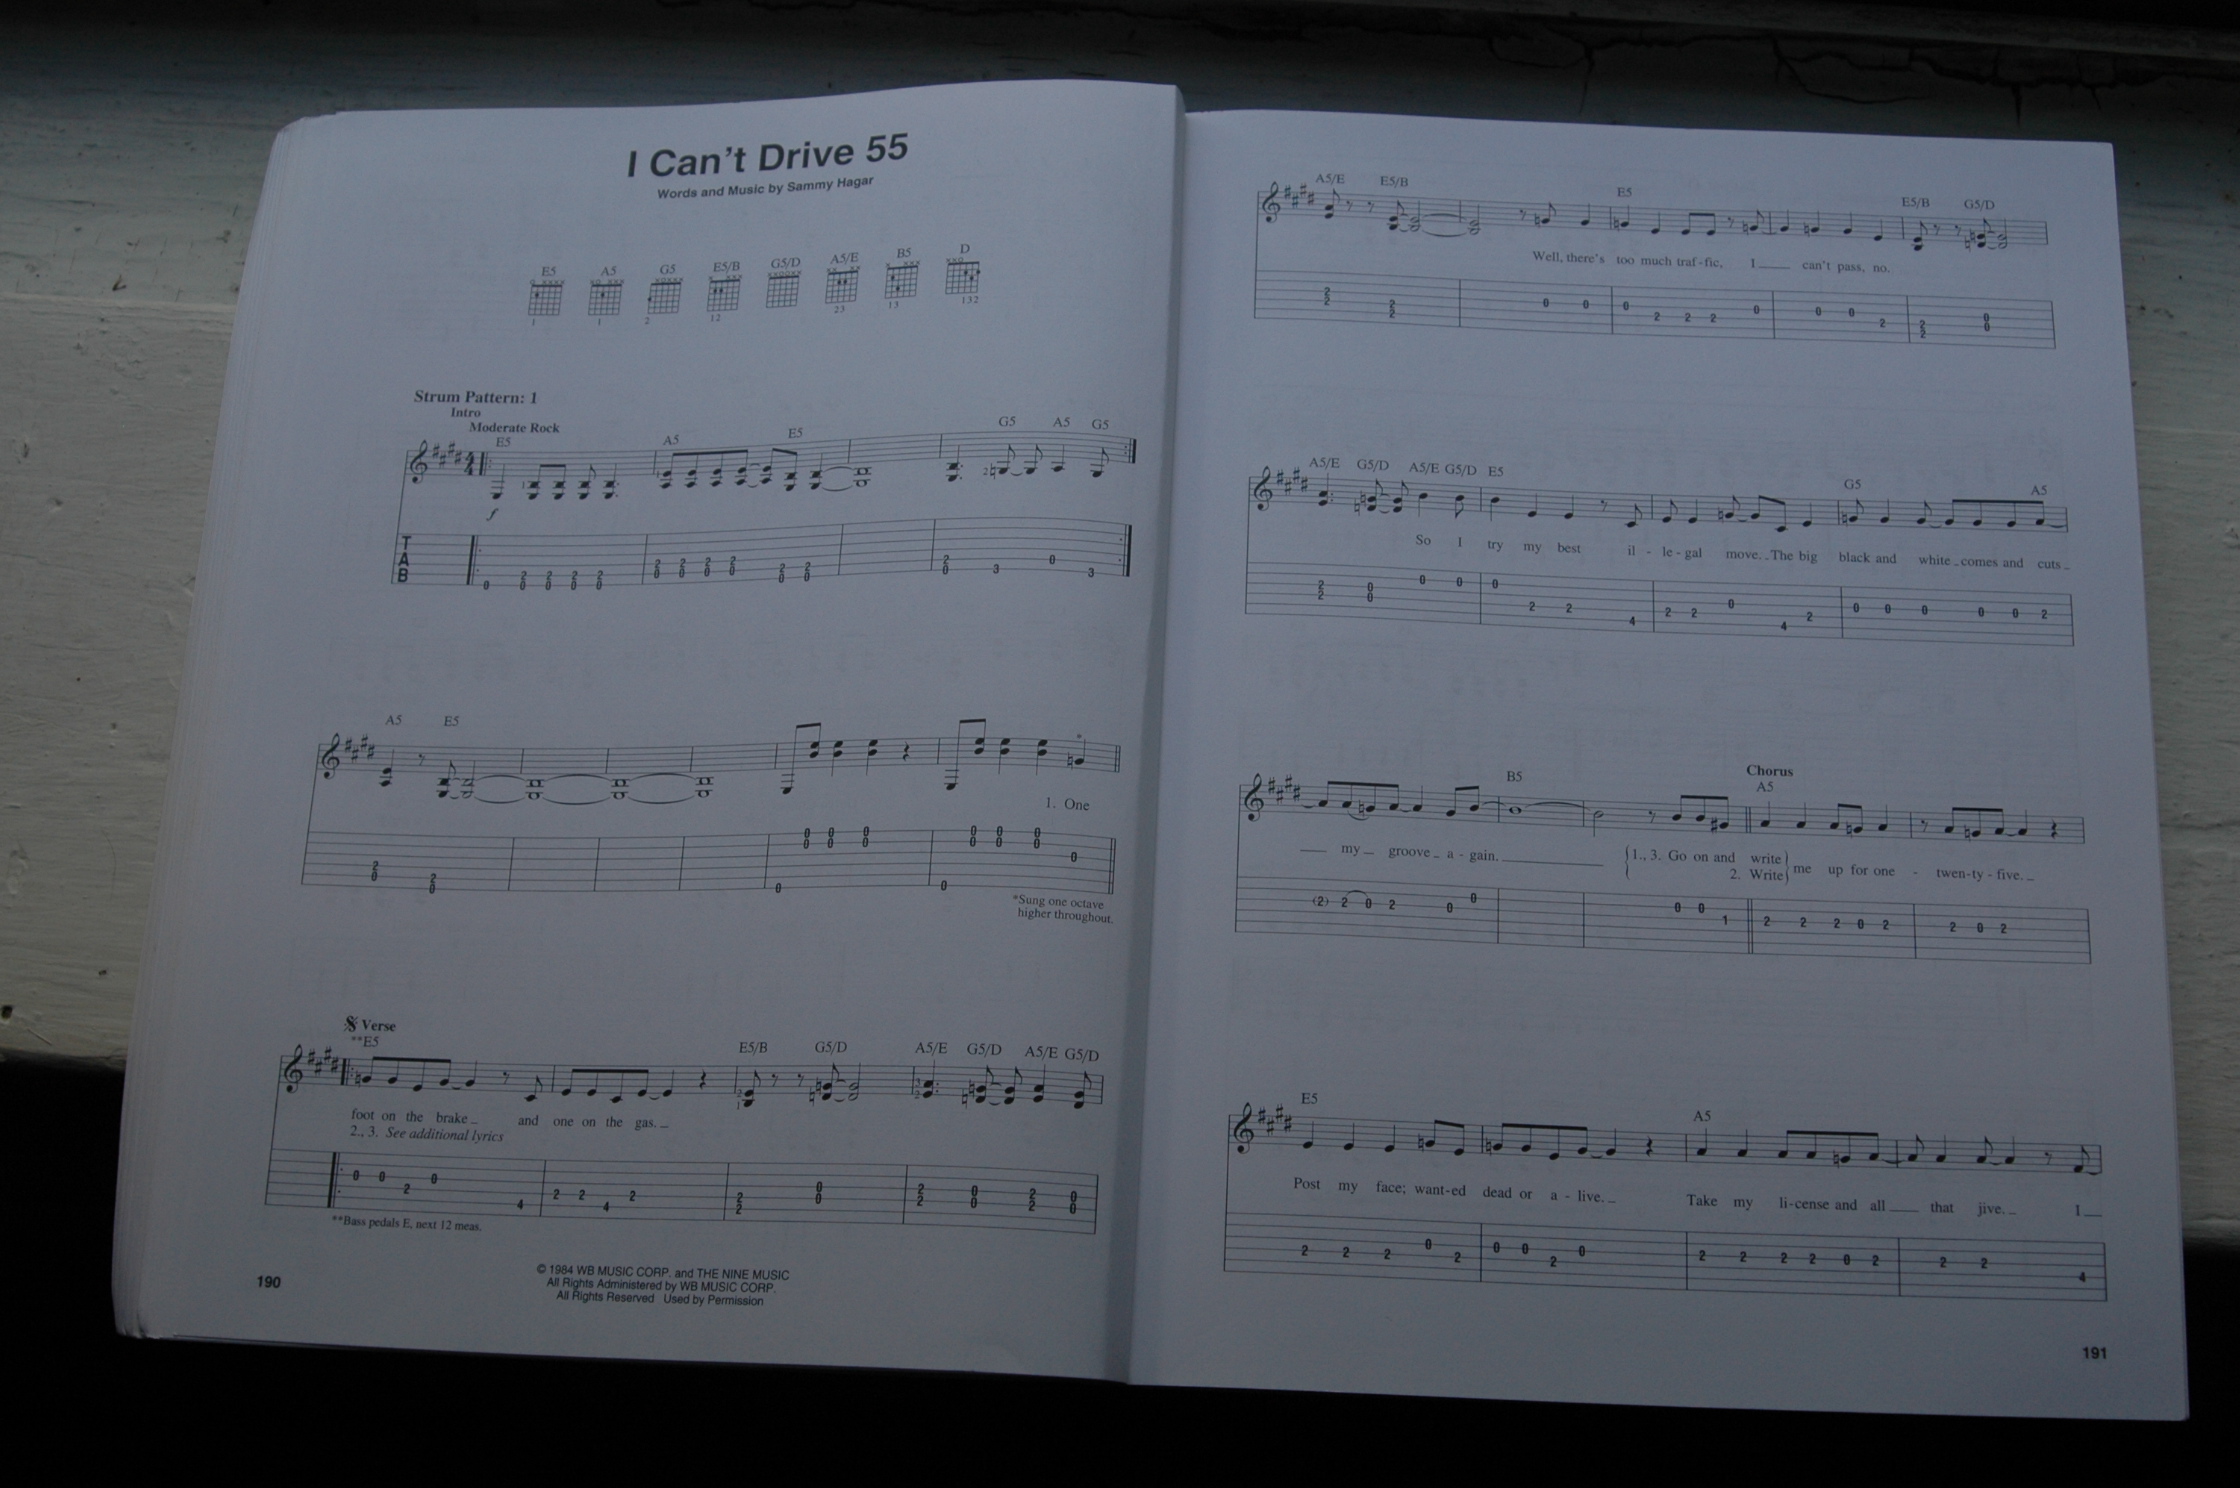 I Can't Drive 55
Words and Music by Sammy Hagar
E5 A5 G5 E5/B G5/D A5/E B5 D
1 1 2 12 23 13 132
Strum Pattern: 1
Intro
Moderate Rock
E5 A5 E5 G5 A5 G5
f
T
A
B
A5 E5
1. One
*Sung one octave
higher throughout.
Verse
**E5 E5/B G5/D A5/E G5/D A5/E G5/D
foot on the brake and one on the gas.
2., 3. See additional lyrics
**Bass pedals E, next 12 meas.
© 1984 WB MUSIC CORP. and THE NINE MUSIC
All Rights Administered by WB MUSIC CORP.
All Rights Reserved Used by Permission
190
A5/E E5/B E5 E5/B G5/D
Well, there's too much traf-fic, I can't pass, no.
A5/E G5/D A5/E G5/D E5 G5 A5
So I try my best il - le - gal move. The big black and white comes and cuts
B5 Chorus
A5
my groove a - gain. 1., 3. Go on and write me up for one - twen-ty - five.
2. Write
E5 A5
Post my face; want-ed dead or a - live. Take my li-cense and all that jive. I
191